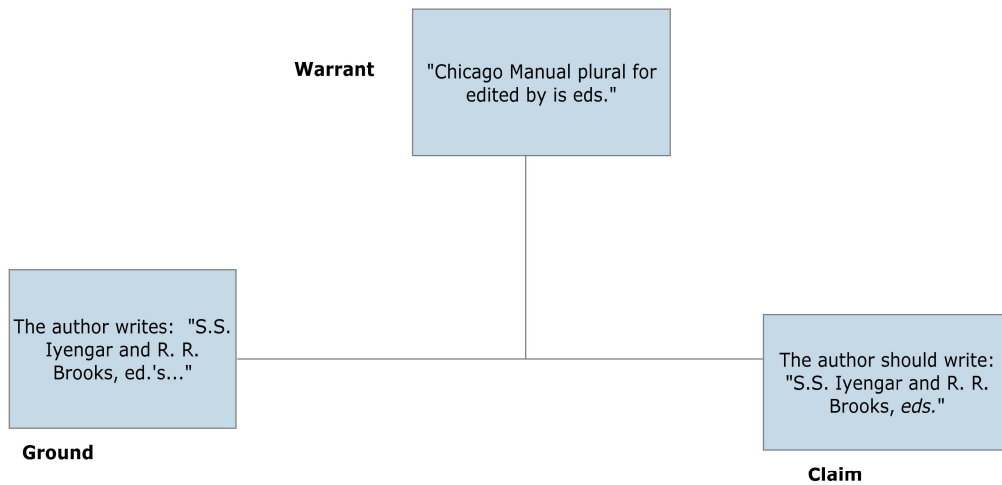 Warrant
"Chicago Manual plural for
edited by is eds."
The author writes:  "S.S.
Iyengar and R. R.
Brooks, ed.'s..."
Ground
The author should write:
"S.S. Iyengar and R. R.
Brooks, eds."
Claim